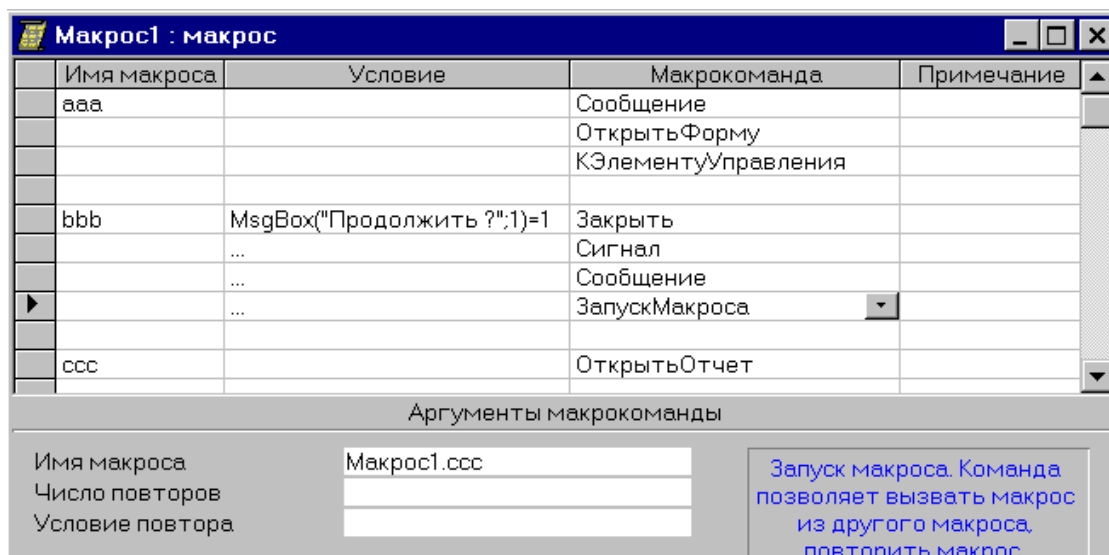 Макрос1 : макрос
Имя макроса Условие Макрокоманда Примечание
aaa Сообщение
ОткрытьФорму
КЭлементуУправления
bbb MsgBox("Продолжить ?";1)=1 Закрыть
... Сигнал
... Сообщение
... ЗапускМакроса
ccc ОткрытьОтчет
Аргументы макрокоманды
Имя макроса Макрос1.ccc
Число повторов
Условие повтора
Запуск макроса. Команда
позволяет вызвать макрос
из другого макроса,
повторить макрос